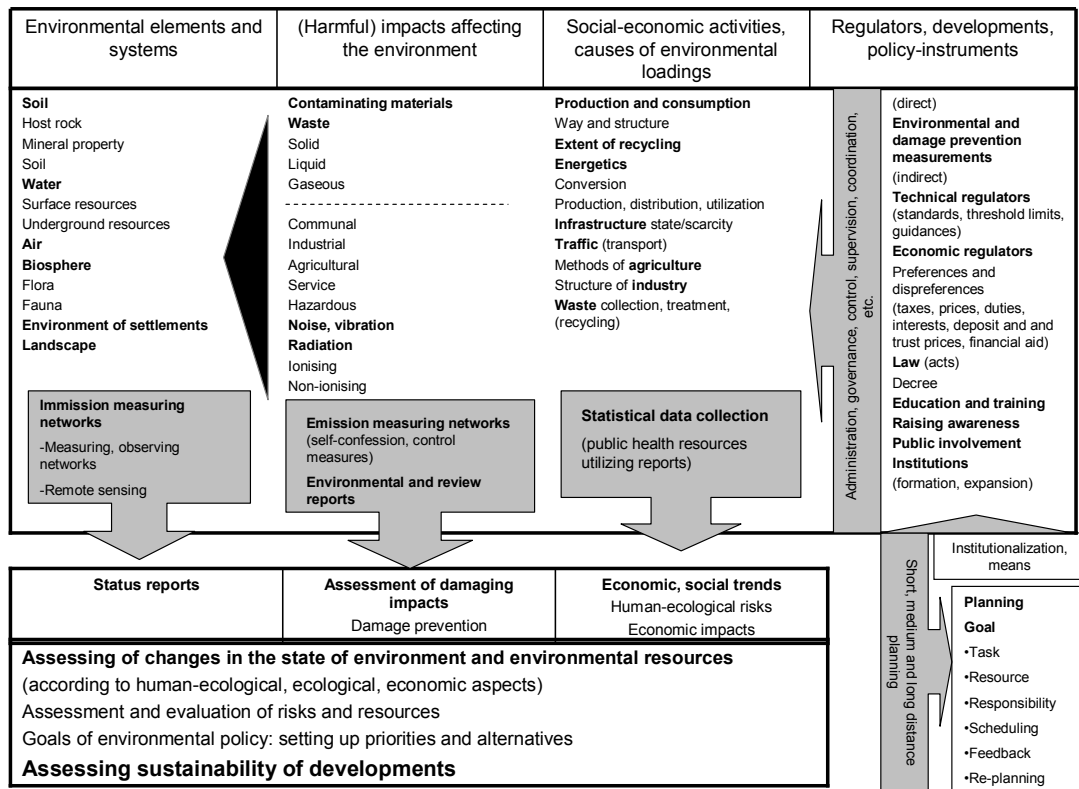 Environmental elements and
systems
(Harmful) impacts affecting
the environment
Social-economic activities,
causes of environmental
loadings
Regulators, developments,
policy-instruments
Soil
Host rock
Mineral property
Soil
Water
Surface resources
Underground resources
Air
Biosphere
Flora
Fauna
Environment of settlements
Landscape
Immission measuring
networks
-Measuring, observing
networks
-Remote sensing
Contaminating materials
Waste
Solid
Liquid
Gaseous
Communal
Industrial
Agricultural
Service
Hazardous
Noise, vibration
Radiation
Ionising
Non-ionising
Emission measuring networks
(self-confession, control
measures)
Environmental and review
reports
Production and consumption
Way and structure
Extent of recycling
Energetics
Conversion
Production, distribution, utilization
Infrastructure state/scarcity
Traffic (transport)
Methods of agriculture
Structure of industry
Waste collection, treatment,
(recycling)
Statistical data collection
(public health resources
utilizing reports)
Administration, governance, control, supervision, coordination,
etc.
(direct)
Environmental and
damage prevention
measurements
(indirect)
Technical regulators
(standards, threshold limits,
guidances)
Economic regulators
Preferences and
dispreferences
(taxes, prices, duties,
interests, deposit and and
trust prices, financial aid)
Law (acts)
Decree
Education and training
Raising awareness
Public involvement
Institutions
(formation, expansion)
Status reports
Assessment of damaging
impacts
Damage prevention
Economic, social trends
Human-ecological risks
Economic impacts
Assessing of changes in the state of environment and environmental resources
(according to human-ecological, ecological, economic aspects)
Assessment and evaluation of risks and resources
Goals of environmental policy: setting up priorities and alternatives
Assessing sustainability of developments
Short, medium and long distance
planning
Institutionalization,
means
Planning
Goal
•Task
•Resource
•Responsibility
•Scheduling
•Feedback
•Re-planning